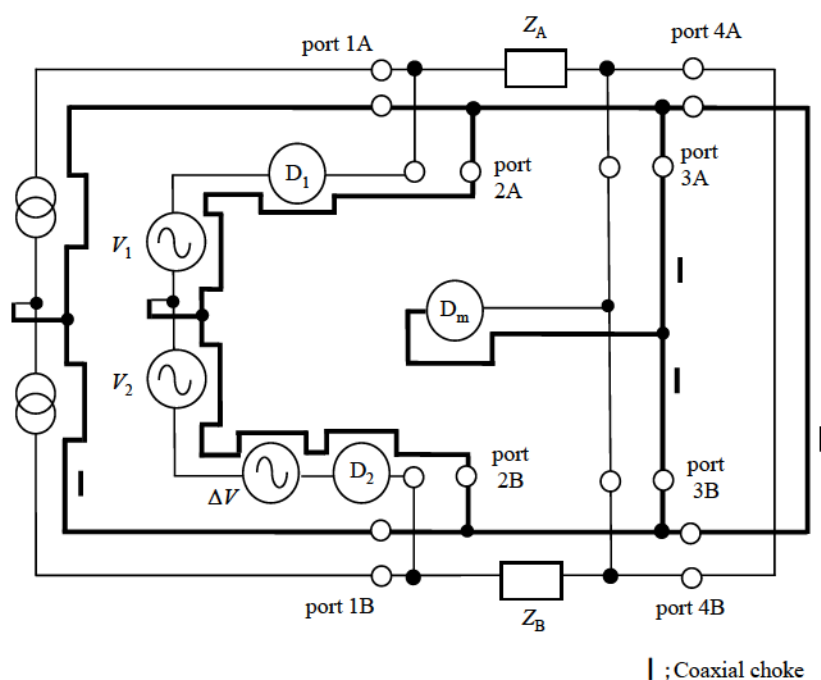 port 1A
Z_A
port 4A
D_1
port
2A
port
3A
V_1
D_m
V_2
ΔV
D_2
port
2B
port
3B
port 1B
Z_B
port 4B
; Coaxial choke